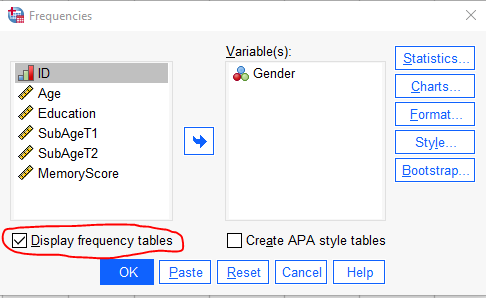 Frequencies
Variable(s):
ID
Age
Education
SubAgeT1
SubAgeT2
MemoryScore
Gender
Statistics...
Charts...
Format...
Style...
Bootstrap...
Display frequency tables
Create APA style tables
OK
Paste
Reset
Cancel
Help